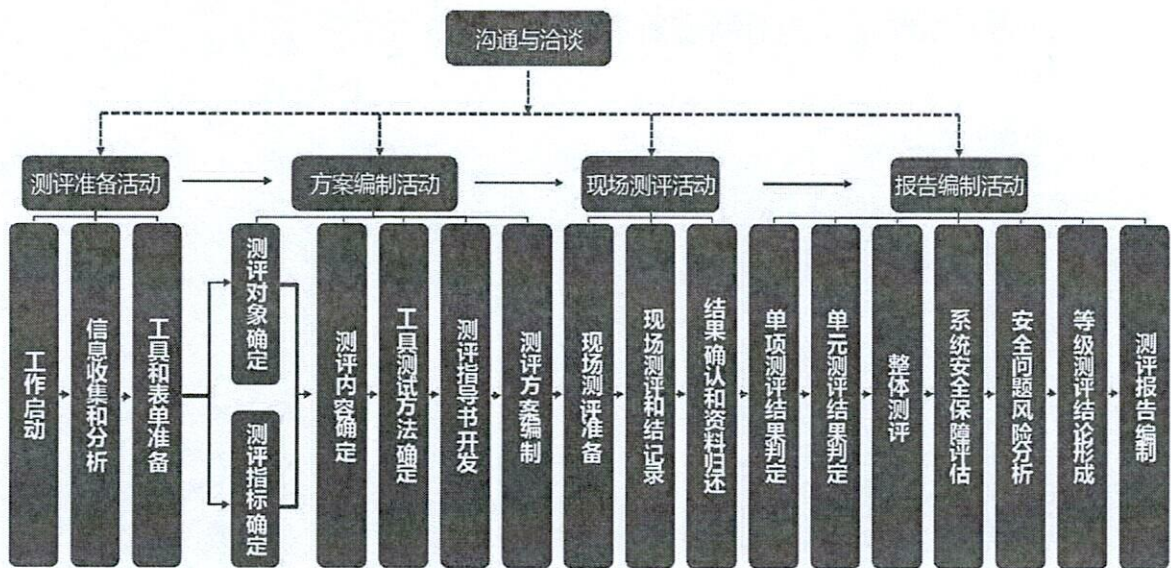 沟通与洽谈
测评准备活动
方案编制活动
现场测评活动
报告编制活动
工作启动
信息收集和分析
工具和表单准备
测评对象确定
测评指标确定
测评内容确定
工具测试方法确定
测评指导书开发
测评方案编制
现场测评准备
现场测评和结记录
结果确认和资料归还
单项测评结果判定
单元测评结果判定
整体测评
系统安全保障评估
安全问题风险分析
等级测评结论形成
测评报告编制